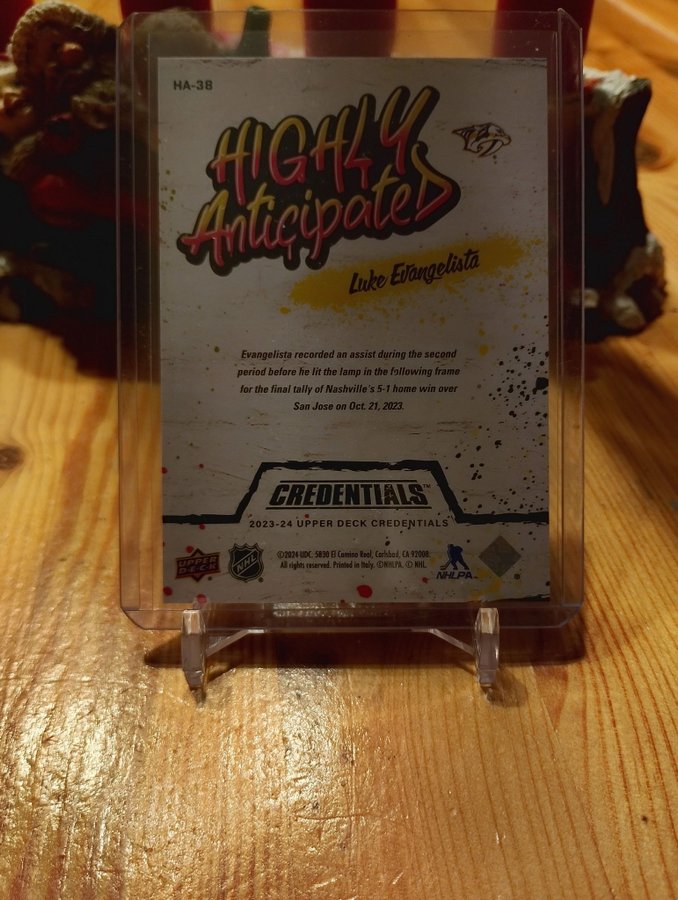 HA-38
HIGHLY
Anticipated
Luke Evangelista
Evangelista recorded an assist during the second
period before he lit the lamp in the following frame
for the final tally of Nashville's 5-1 home win over
San Jose on Oct. 21, 2023.
CREDENTIALS™
2023-24 UPPER DECK CREDENTIALS
UPPER
DECK
NHL
©2024 UDC, 5830 El Camino Real, Carlsbad, CA 92008.
All rights reserved. Printed in Italy. ©NHLPA. © NHL.
NHLPA